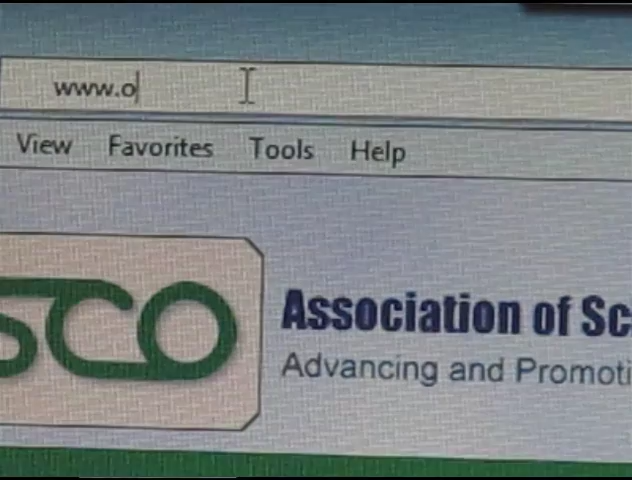 www.o
View Favorites Tools Help
sco
Association of Sc
Advancing and Promoti